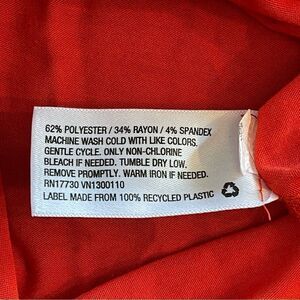 62% POLYESTER / 34% RAYON / 4% SPANDEX
MACHINE WASH COLD WITH LIKE COLORS.
GENTLE CYCLE. ONLY NON-CHLORINE
BLEACH IF NEEDED. TUMBLE DRY LOW.
REMOVE PROMPTLY. WARM IRON IF NEEDED.
RN17730 VN1300110
LABEL MADE FROM 100% RECYCLED PLASTIC